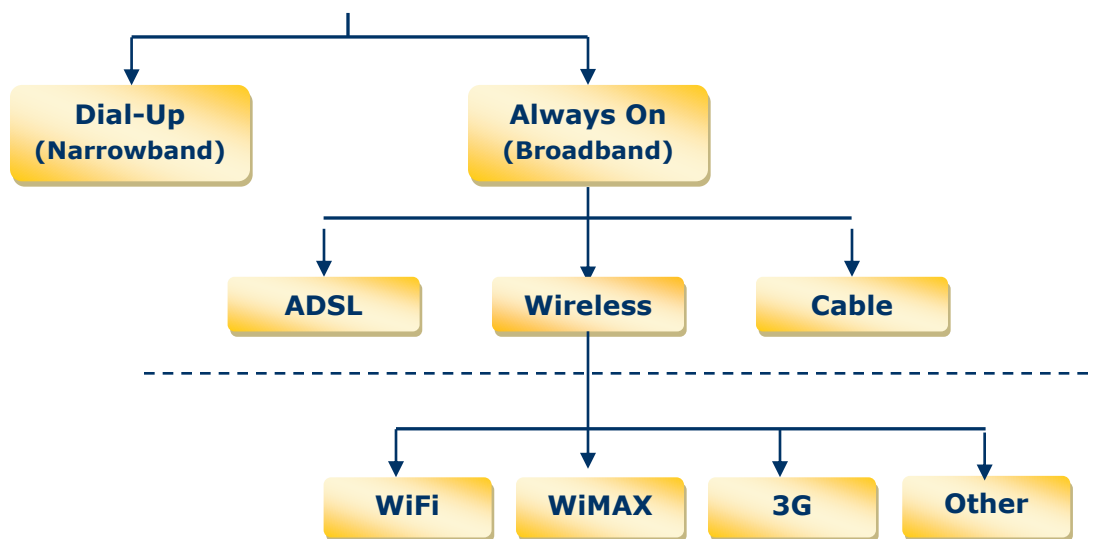 Dial-Up
(Narrowband)
Always On
(Broadband)
ADSL
Wireless
Cable
WiFi
WiMAX
3G
Other